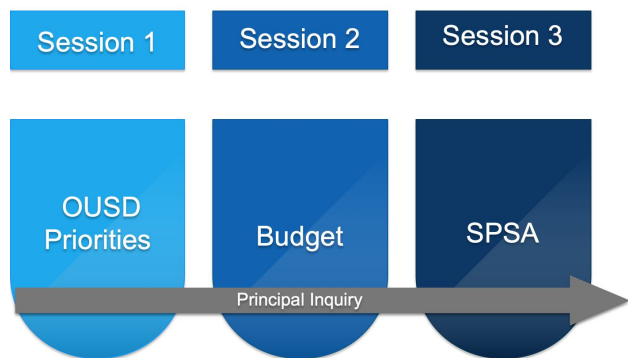 Session 1
Session 2
Session 3
OUSD
Priorities
Budget
SPSA
Principal Inquiry